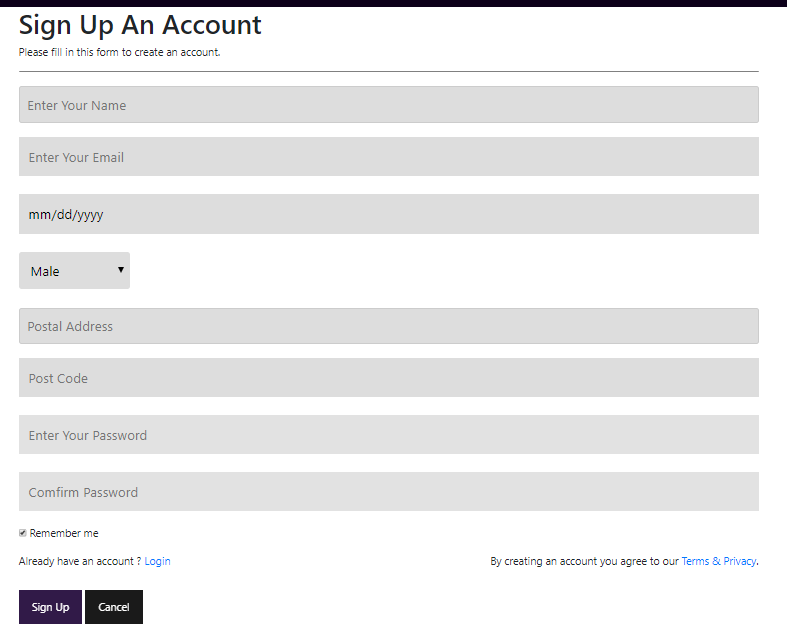 Sign Up An Account
Please fill in this form to create an account.
Enter Your Name
Enter Your Email
mm/dd/yyyy
Male
Postal Address
Post Code
Enter Your Password
Comfirm Password
Remember me
Already have an account ? Login By creating an account you agree to our Terms & Privacy.
Sign Up Cancel